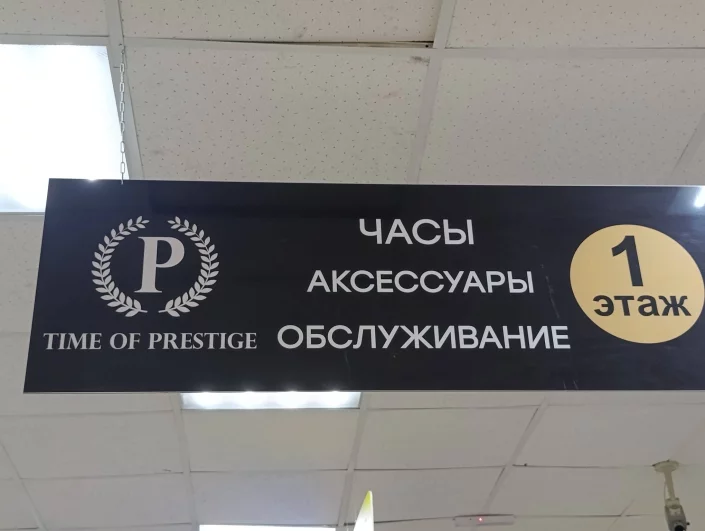 P
TIME OF PRESTIGE
ЧАСЫ
АКСЕССУАРЫ
ОБСЛУЖИВАНИЕ
1
этаж